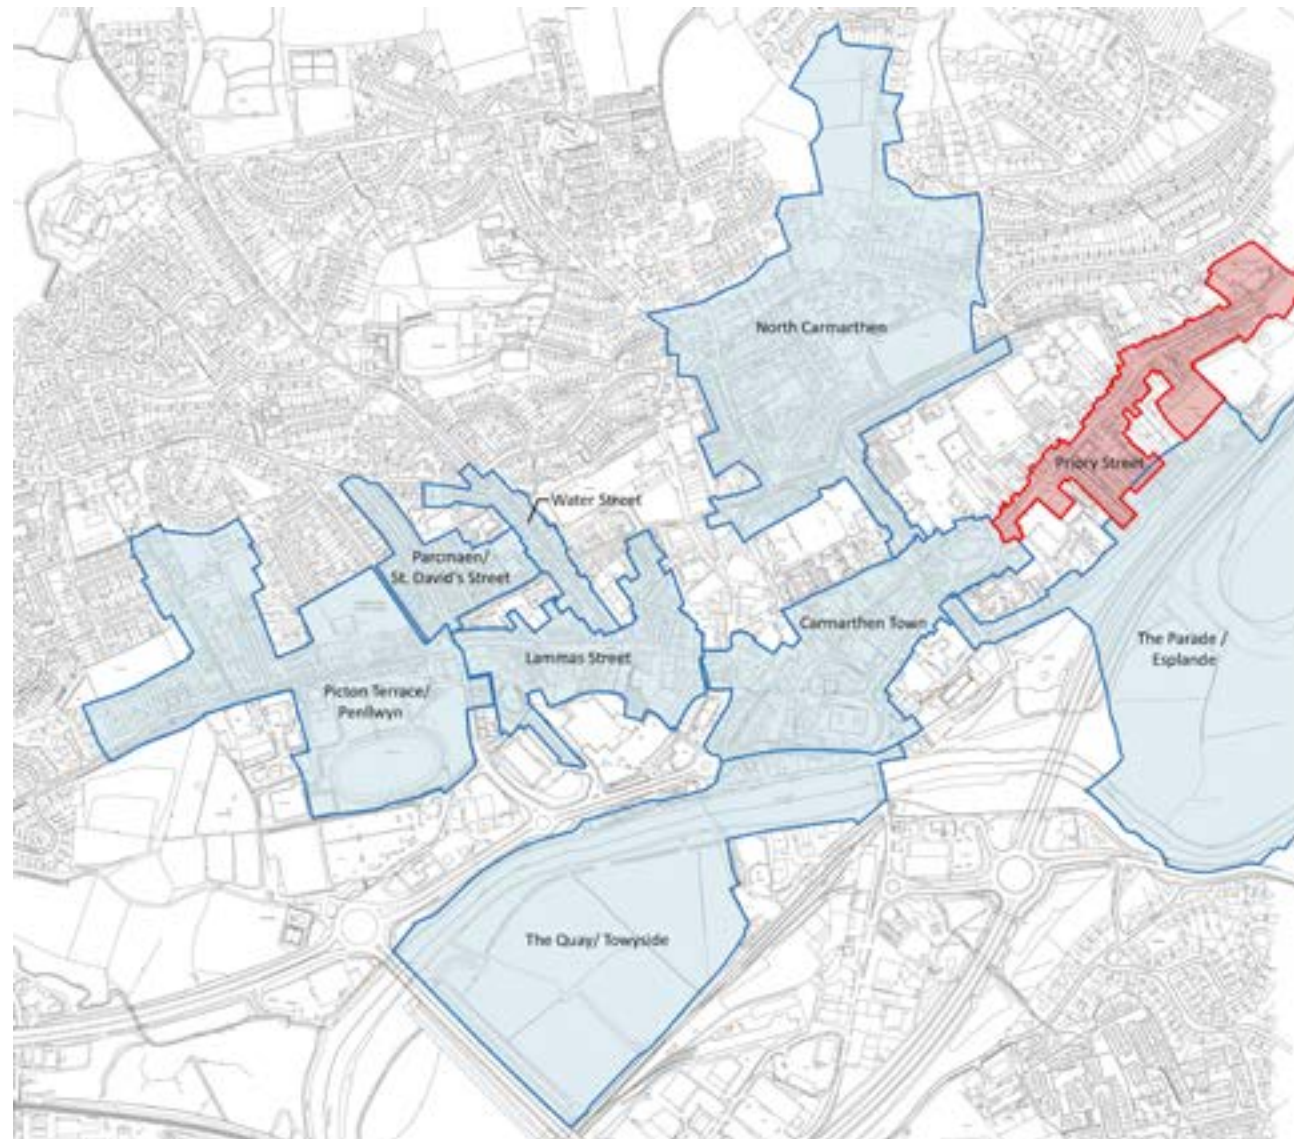 North Carmarthen
Priory Street
Water Street
Parcmaen/
St. David's Street
Carmarthen Town
The Parade /
Esplande
Lammas Street
Picton Terrace/
Penllwyn
The Quay/ Towyside